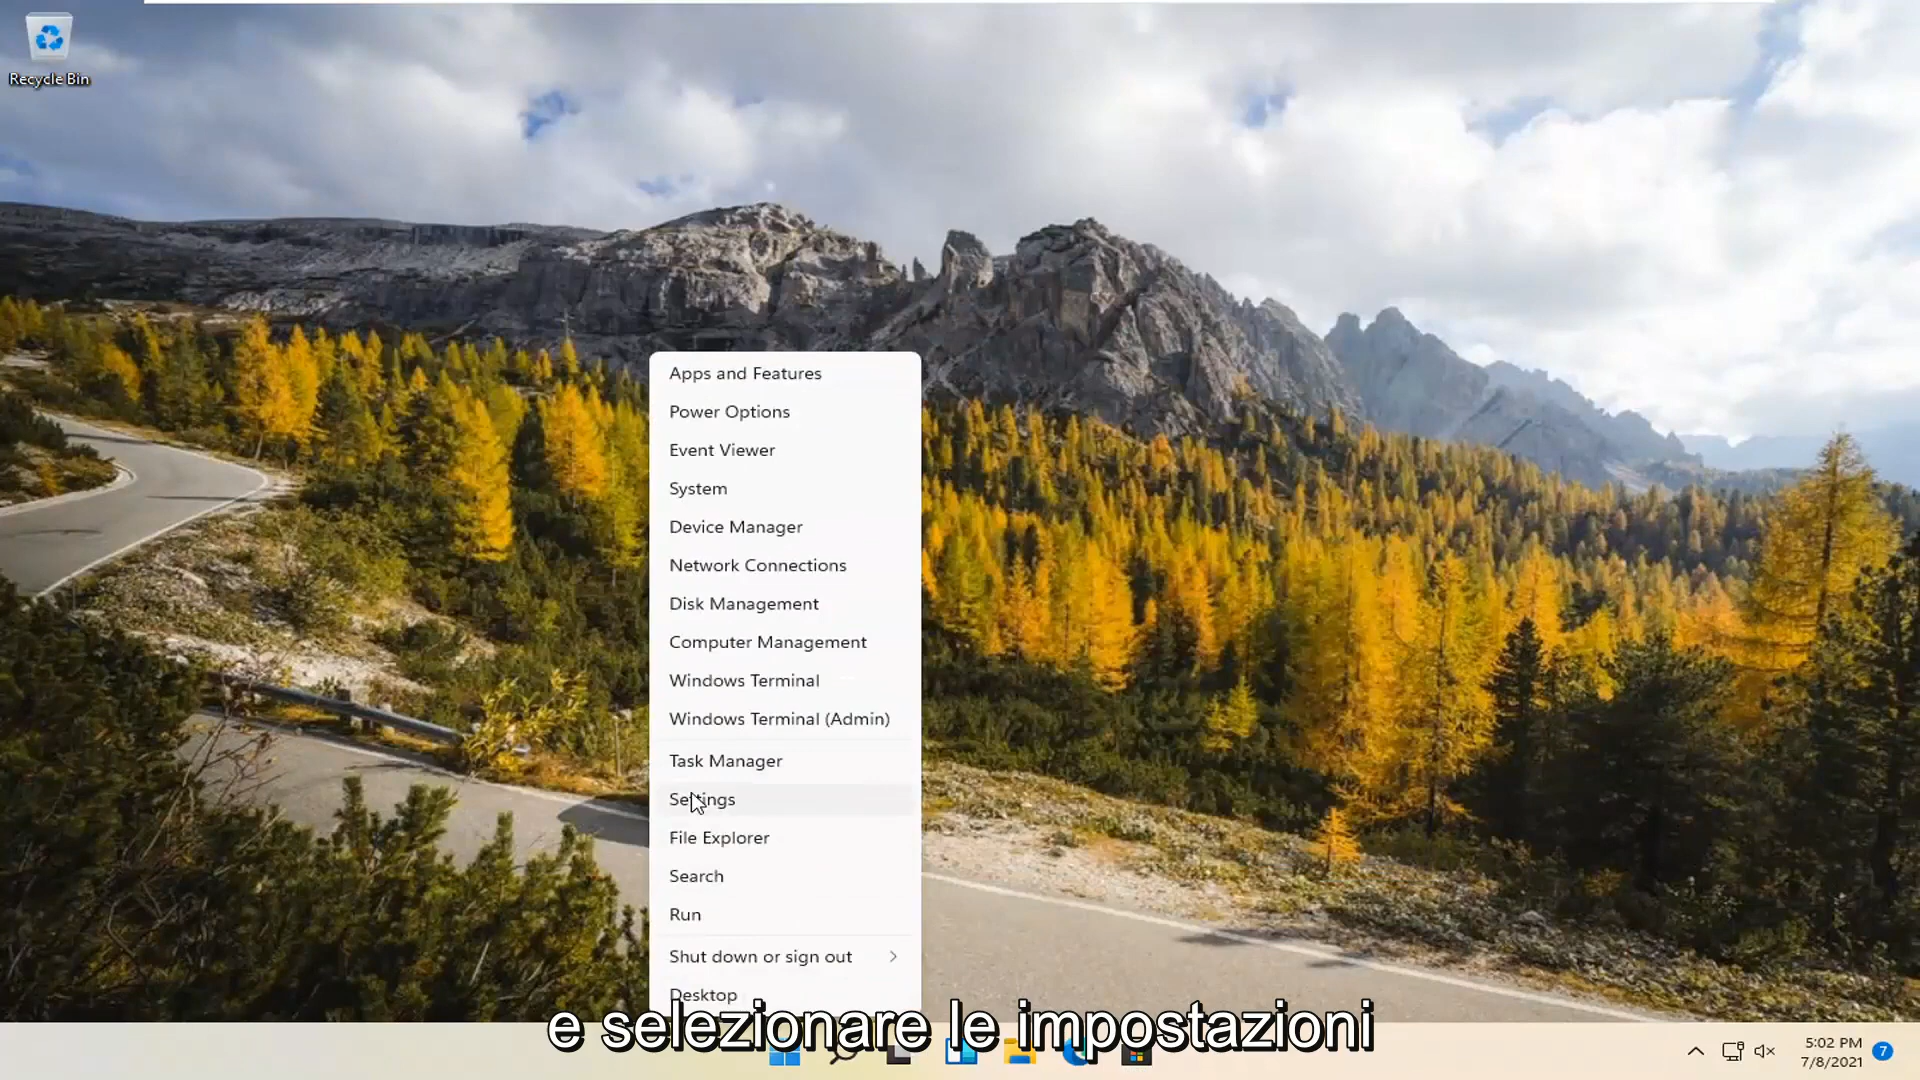 Recycle Bin
Apps and Features
Power Options
Event Viewer
System
Device Manager
Network Connections
Disk Management
Computer Management
Windows Terminal
Windows Terminal (Admin)
Task Manager
Settings
File Explorer
Search
Run
Shut down or sign out
Desktop
e selezionare le impostazioni
5:02 PM
7/8/2021
7